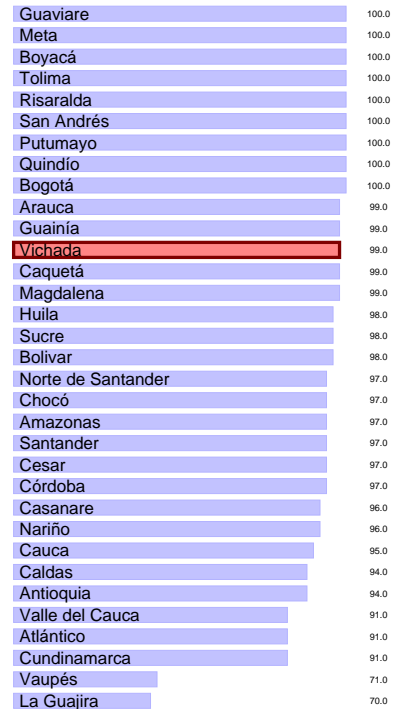 Guaviare 100.0
Meta 100.0
Boyacá 100.0
Tolima 100.0
Risaralda 100.0
San Andrés 100.0
Putumayo 100.0
Quindío 100.0
Bogotá 100.0
Arauca 99.0
Guainía 99.0
Vichada 99.0
Caquetá 99.0
Magdalena 99.0
Huila 98.0
Sucre 98.0
Bolivar 98.0
Norte de Santander 97.0
Chocó 97.0
Amazonas 97.0
Santander 97.0
Cesar 97.0
Córdoba 97.0
Casanare 96.0
Nariño 96.0
Cauca 95.0
Caldas 94.0
Antioquia 94.0
Valle del Cauca 91.0
Atlántico 91.0
Cundinamarca 91.0
Vaupés 71.0
La Guajira 70.0